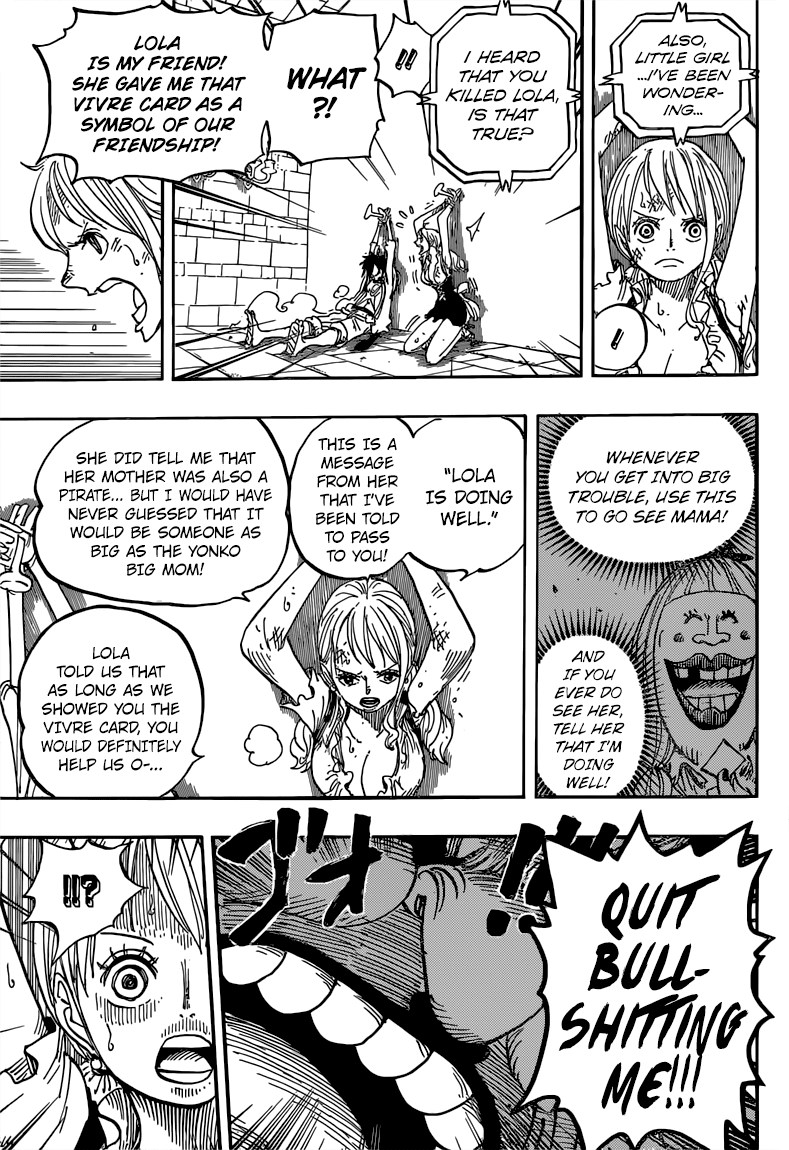 ALSO,
LITTLE GIRL
...I'VE BEEN
WONDER-
ING...
!
I HEARD
THAT YOU
KILLED LOLA,
IS THAT
TRUE?
!!
WHAT
?!
LOLA
IS MY FRIEND!
SHE GAVE ME THAT
VIVRE CARD AS A
SYMBOL OF OUR
FRIENDSHIP!
WHENEVER
YOU GET INTO BIG
TROUBLE, USE THIS
TO GO SEE MAMA!
AND
IF YOU
EVER DO
SEE HER,
TELL HER
THAT I'M
DOING
WELL!
"LOLA
IS DOING
WELL."
THIS IS A
MESSAGE
FROM HER
THAT I'VE
BEEN TOLD
TO PASS
TO YOU!
SHE DID TELL ME THAT
HER MOTHER WAS ALSO A
PIRATE... BUT I WOULD HAVE
NEVER GUESSED THAT IT
WOULD BE SOMEONE AS
BIG AS THE YONKO
BIG MOM!
LOLA
TOLD US THAT
AS LONG AS WE
SHOWED YOU THE
VIVRE CARD, YOU
WOULD DEFINITELY
HELP US O-...
QUIT
BULL-
SHITTING
ME!!!
ブオォ
!!?